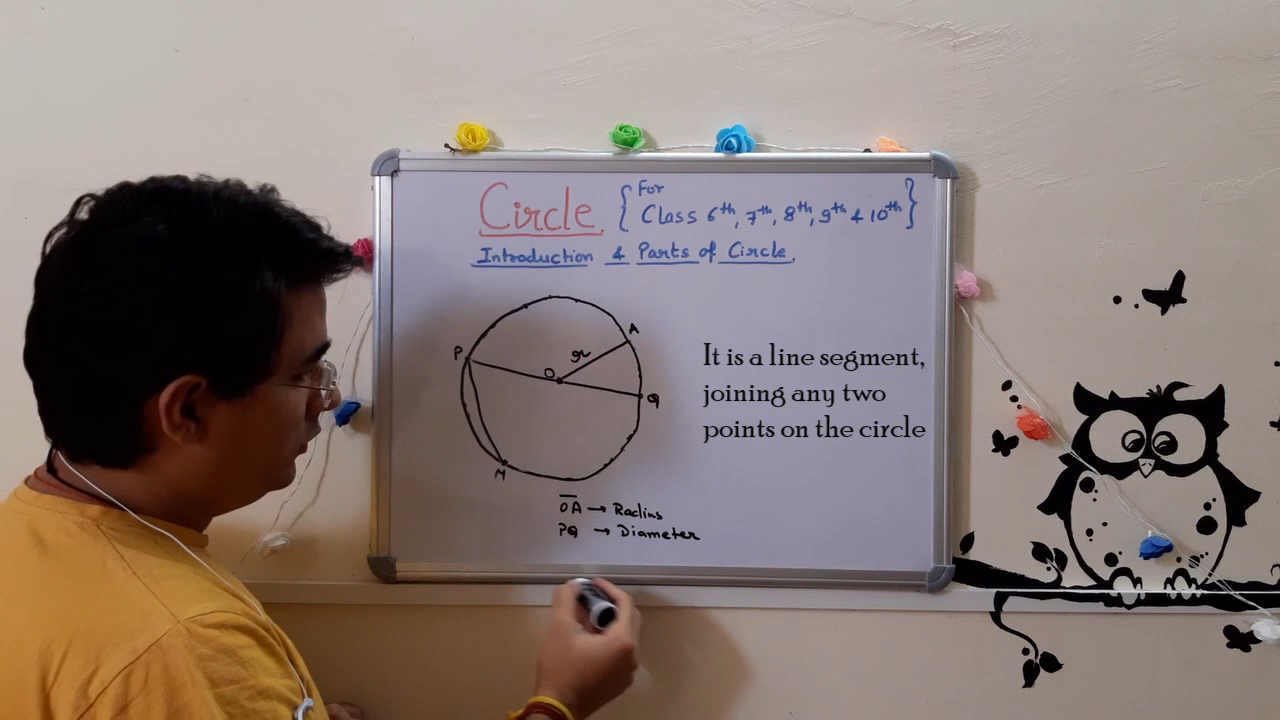 Circle { For
Class 6th, 7th, 8th, 9th & 10th }
Introduction & Parts of Circle.
A
r
P
O
Q
M
It is a line segment,
joining any two
points on the circle
OA → Radius
PQ → Diameter